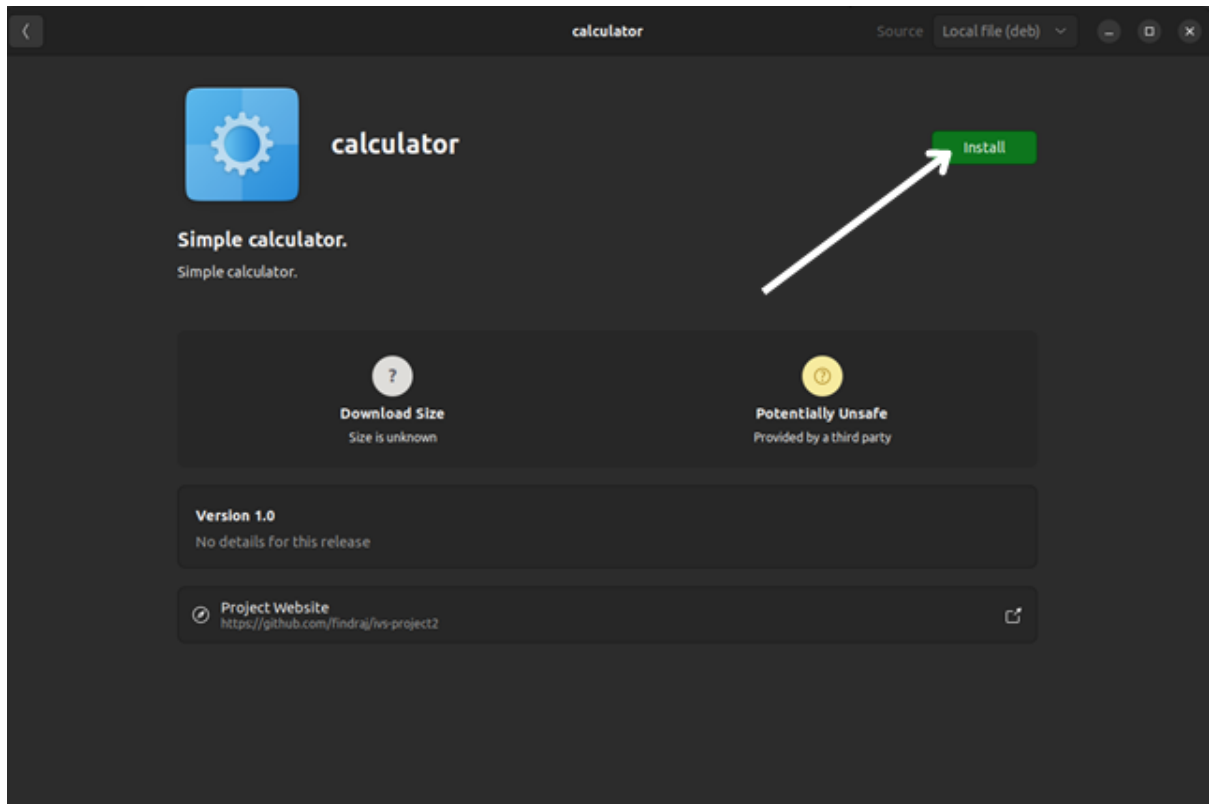 calculator
Source Local file (deb)
calculator
Install
Simple calculator.
Simple calculator.
?
?
Download Size
Potentially Unsafe
Size is unknown
Provided by a third party
Version 1.0
No details for this release
Project Website
https://github.com/findraj/ivs-project2